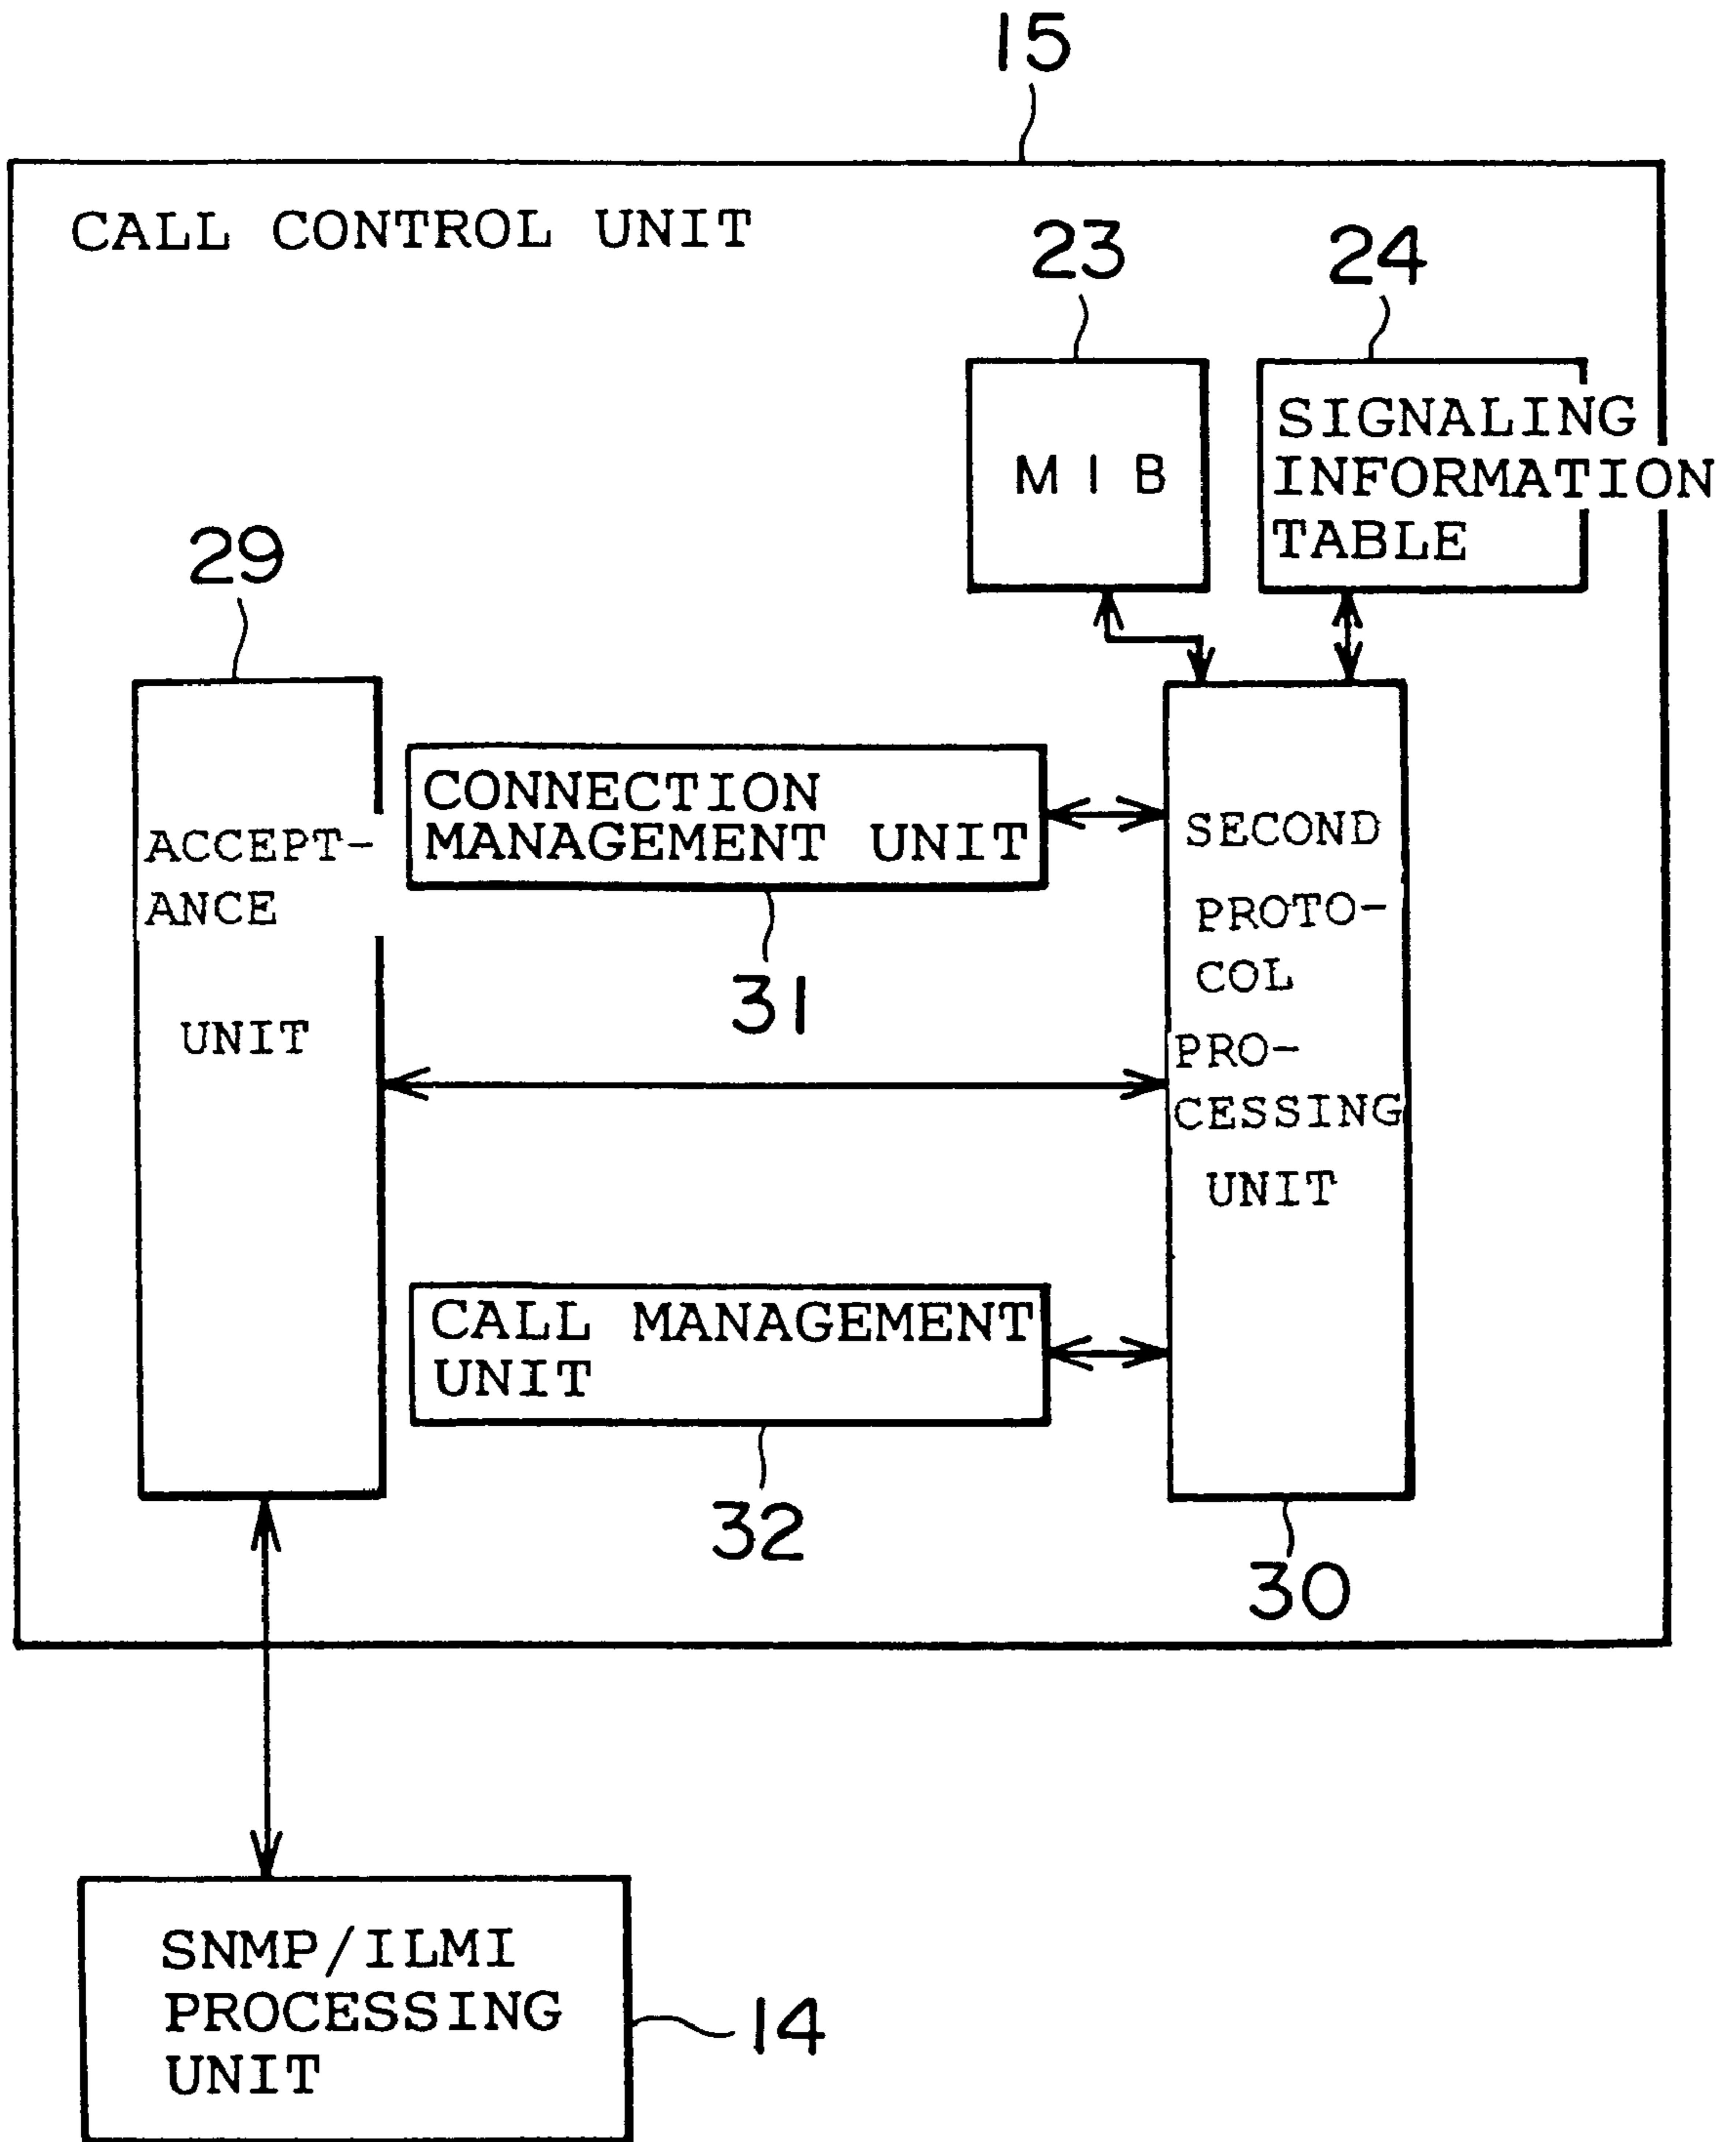 15
CALL CONTROL UNIT
23
24
MIB
SIGNALING
INFORMATION
TABLE
29
ACCEPT-
ANCE
UNIT
CONNECTION
MANAGEMENT UNIT
31
SECOND
PROTO-
COL
PRO-
CESSING
UNIT
CALL MANAGEMENT
UNIT
32
30
SNMP/ILMI
PROCESSING
UNIT
14